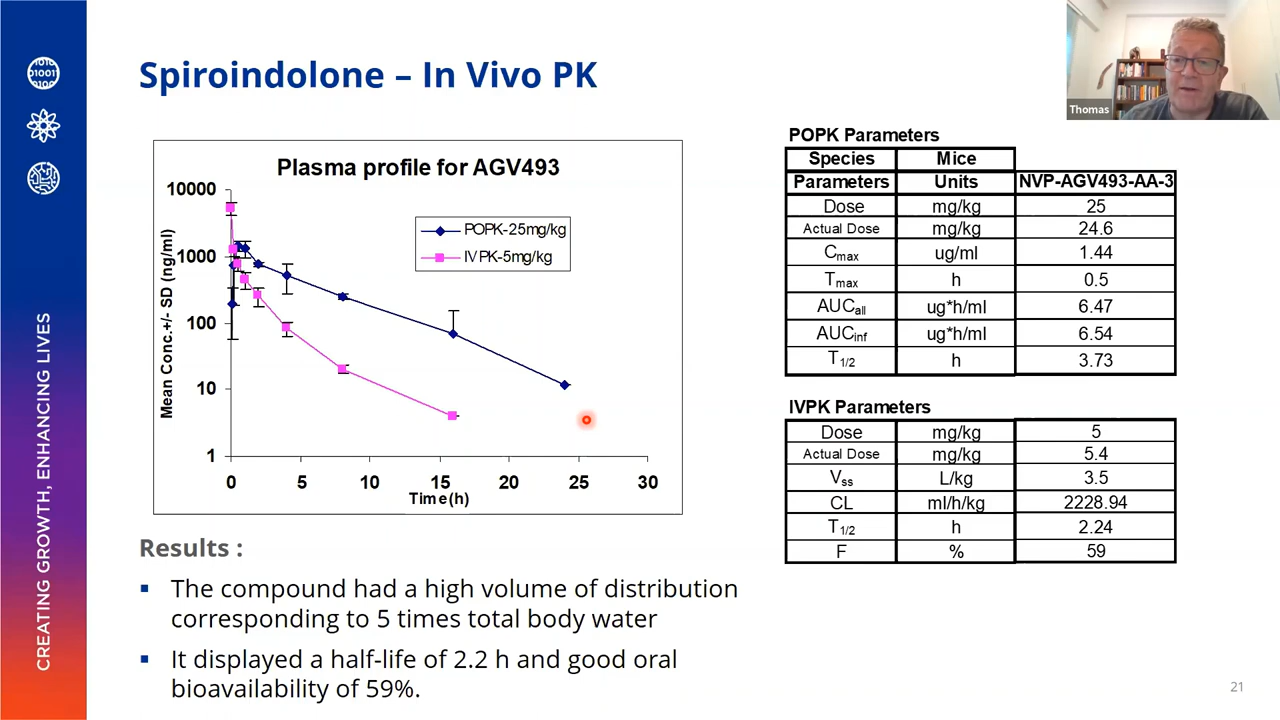 Spiroindolone – In Vivo PK
Thomas
CREATING GROWTH, ENHANCING LIVES
Plasma profile for AGV493
Mean Conc.+/- SD (ng/ml)
10000
1000
100
10
1
POPK-25mg/kg
IVPK-5mg/kg
0 5 10 15 20 25 30
Time(h)
POPK Parameters
Species Mice
Parameters Units NVP-AGV493-AA-3
Dose mg/kg 25
Actual Dose mg/kg 24.6
Cmax ug/ml 1.44
Tmax h 0.5
AUCall ug*h/ml 6.47
AUCinf ug*h/ml 6.54
T1/2 h 3.73
IVPK Parameters
Dose mg/kg 5
Actual Dose mg/kg 5.4
Vss L/kg 3.5
CL ml/h/kg 2228.94
T1/2 h 2.24
F % 59
Results :
The compound had a high volume of distribution
corresponding to 5 times total body water
It displayed a half-life of 2.2 h and good oral
bioavailability of 59%.
21